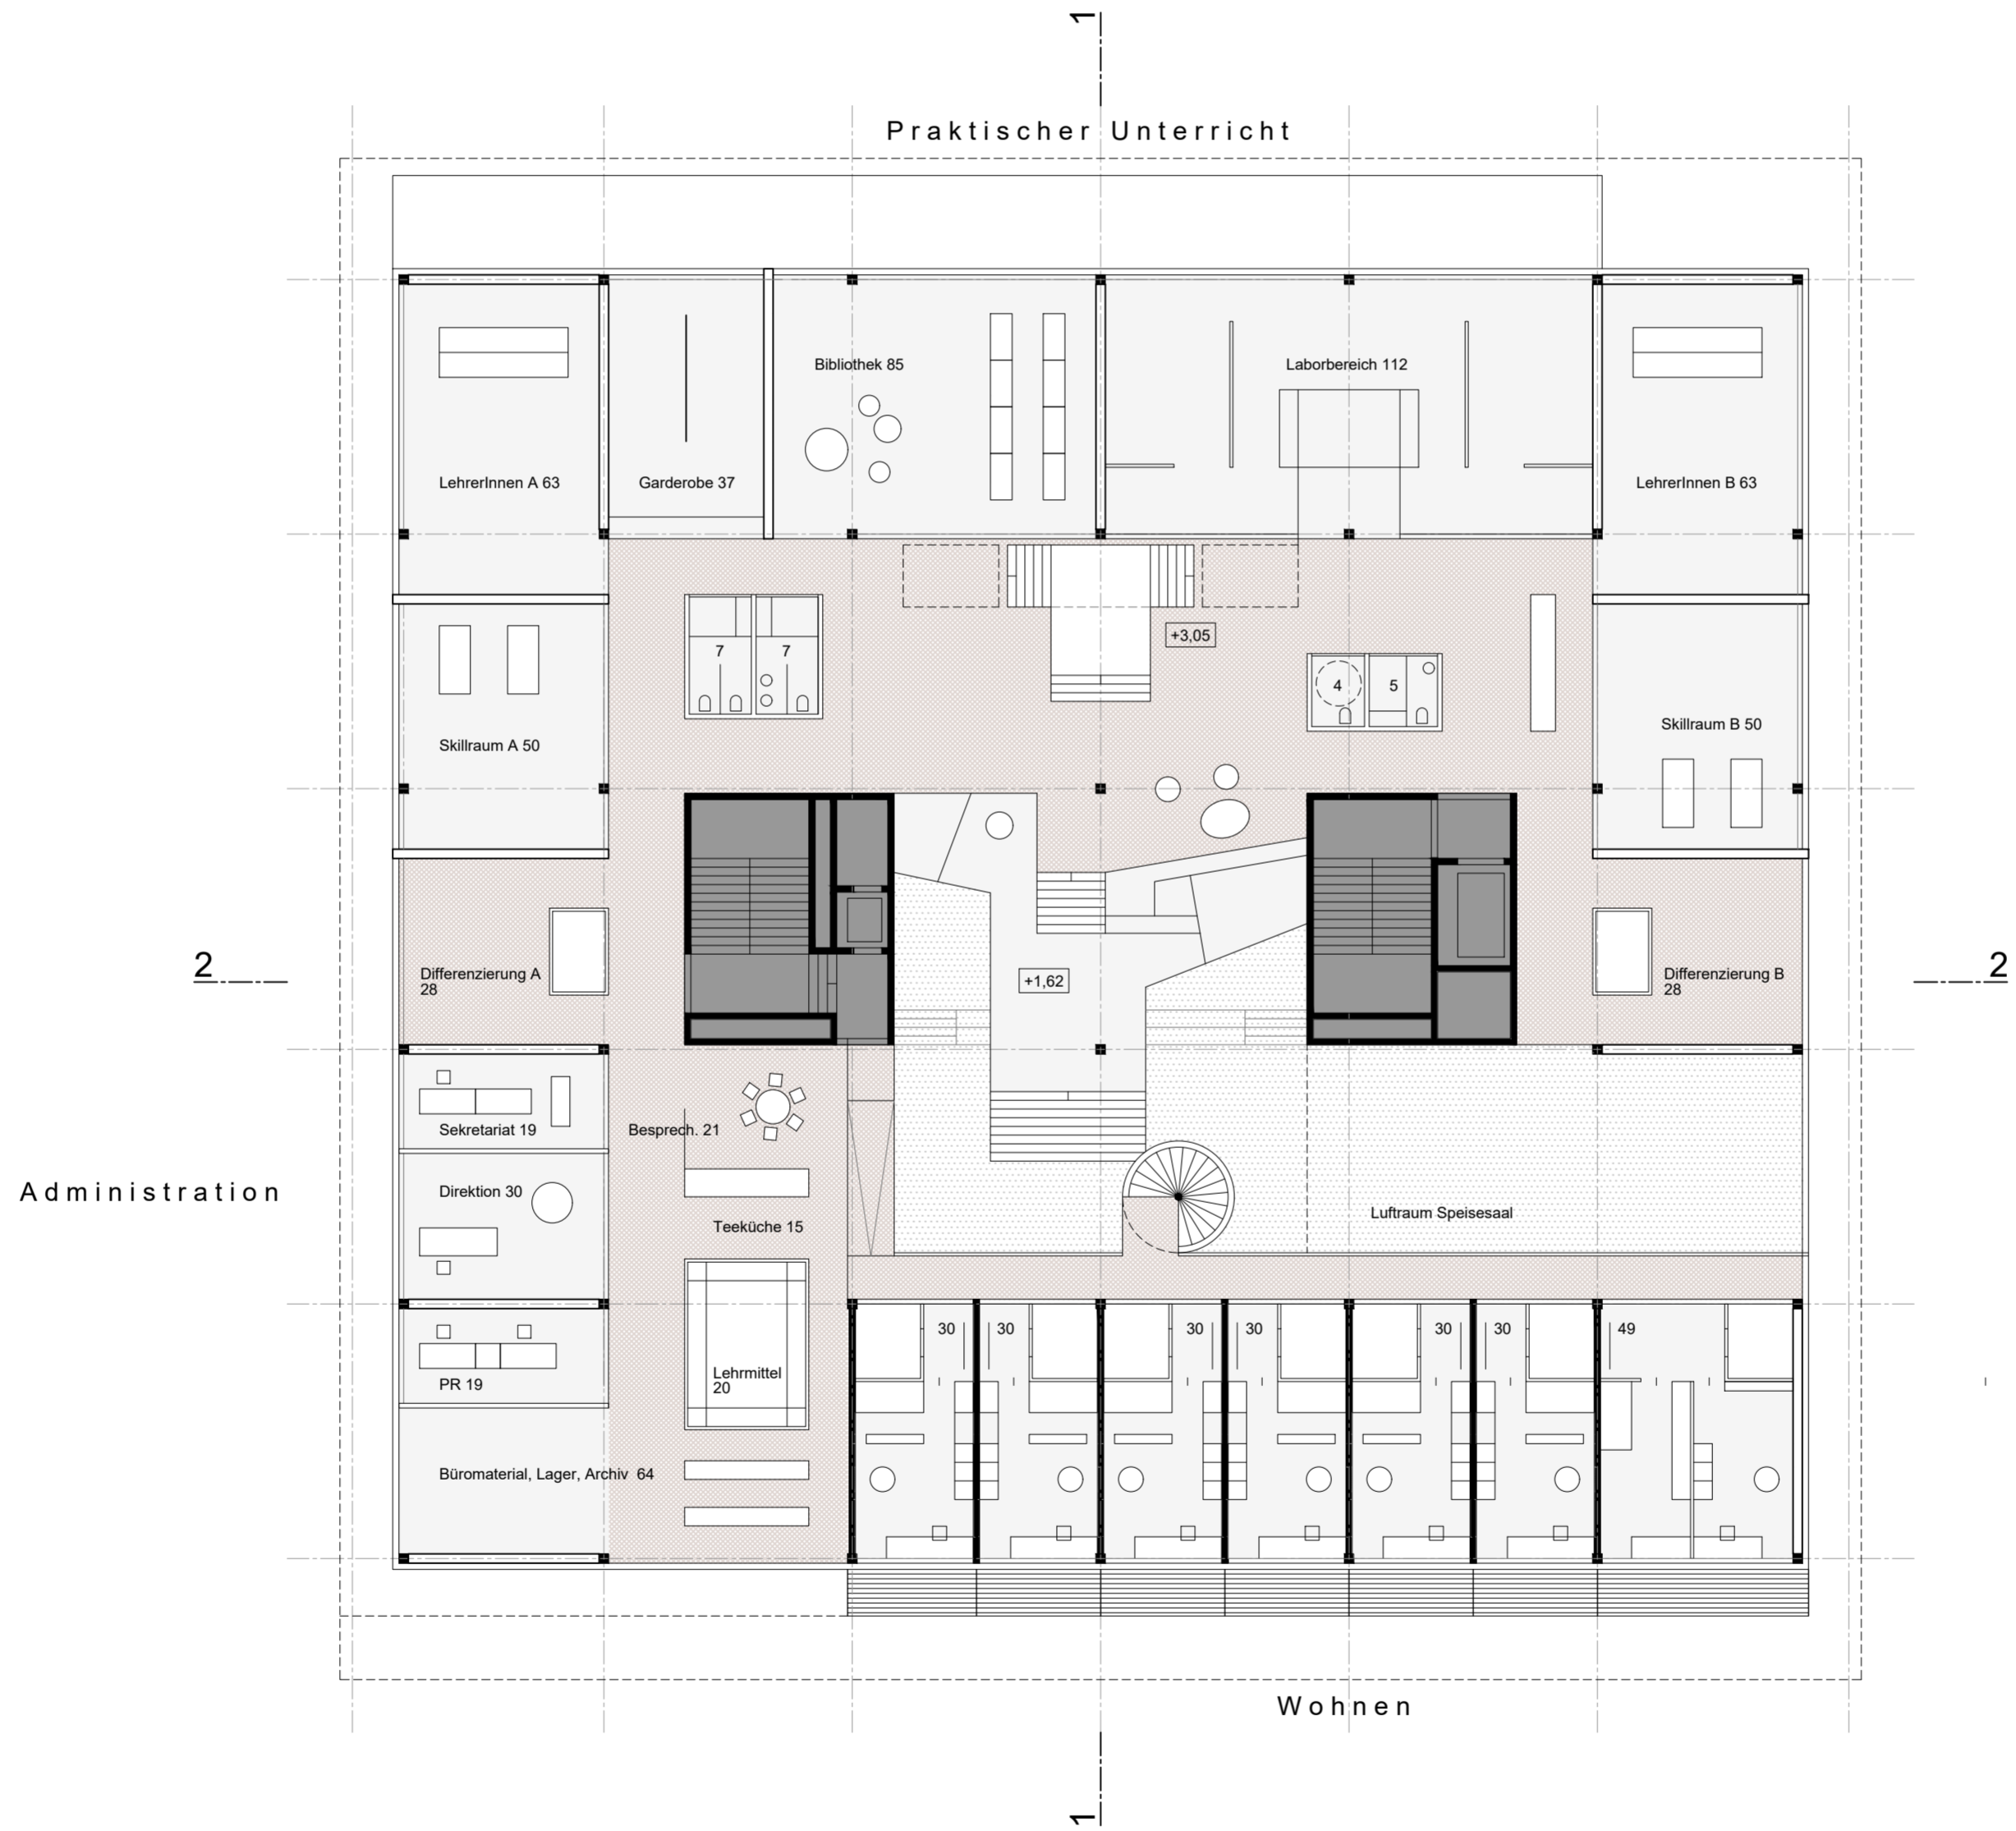 1
Praktischer Unterricht
Bibliothek 85
Laborbereich 112
LehrerInnen A 63
Garderobe 37
LehrerInnen B 63
+3,05
7
7
4
5
Skillraum A 50
Skillraum B 50
2
2
Differenzierung A
28
+1,62
Differenzierung B
28
Sekretariat 19
Besprech. 21
Administration
Direktion 30
Teeküche 15
Luftraum Speisesaal
30
30
30
30
30
30
49
Lehrmittel
20
PR 19
Büromaterial, Lager, Archiv 64
Wohnen
1